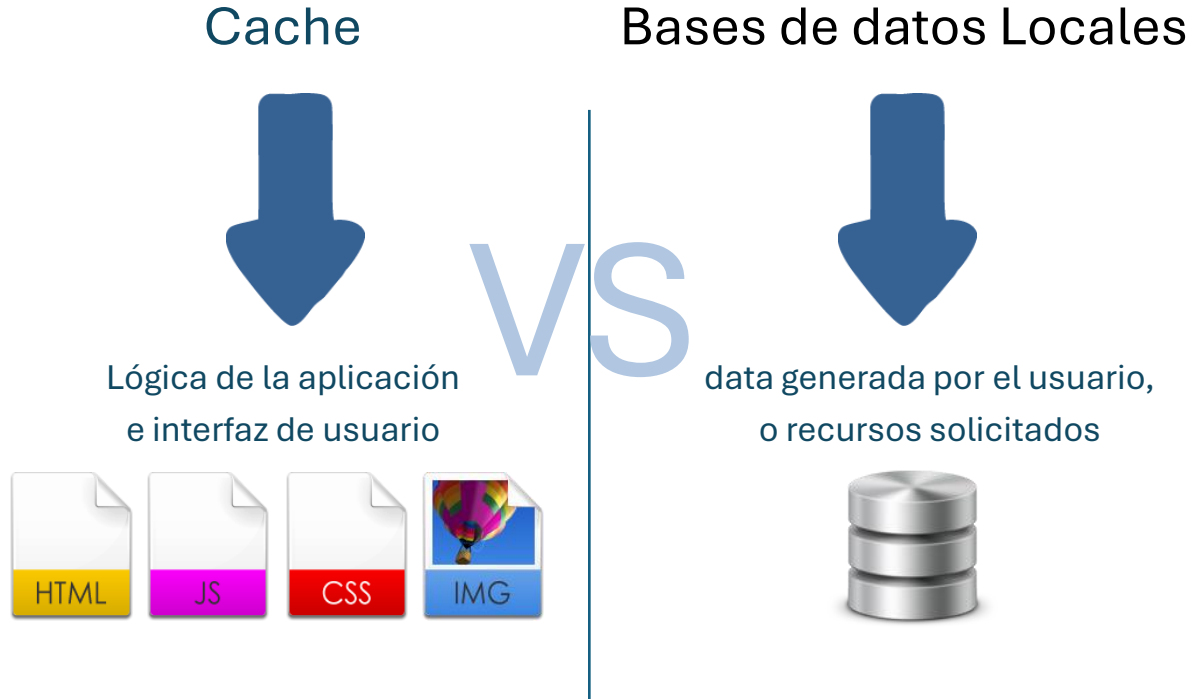 Cache
Bases de datos Locales
VS
Lógica de la aplicación
e interfaz de usuario
data generada por el usuario,
o recursos solicitados
HTML
JS
CSS
IMG